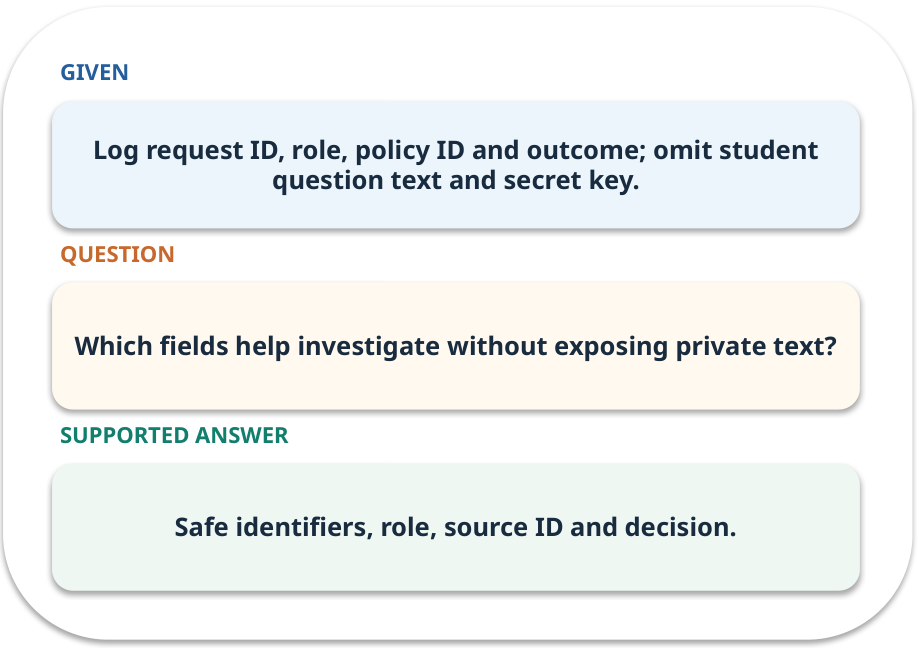 GIVEN
Log request ID, role, policy ID and outcome; omit student
question text and secret key.
QUESTION
Which fields help investigate without exposing private text?
SUPPORTED ANSWER
Safe identifiers, role, source ID and decision.